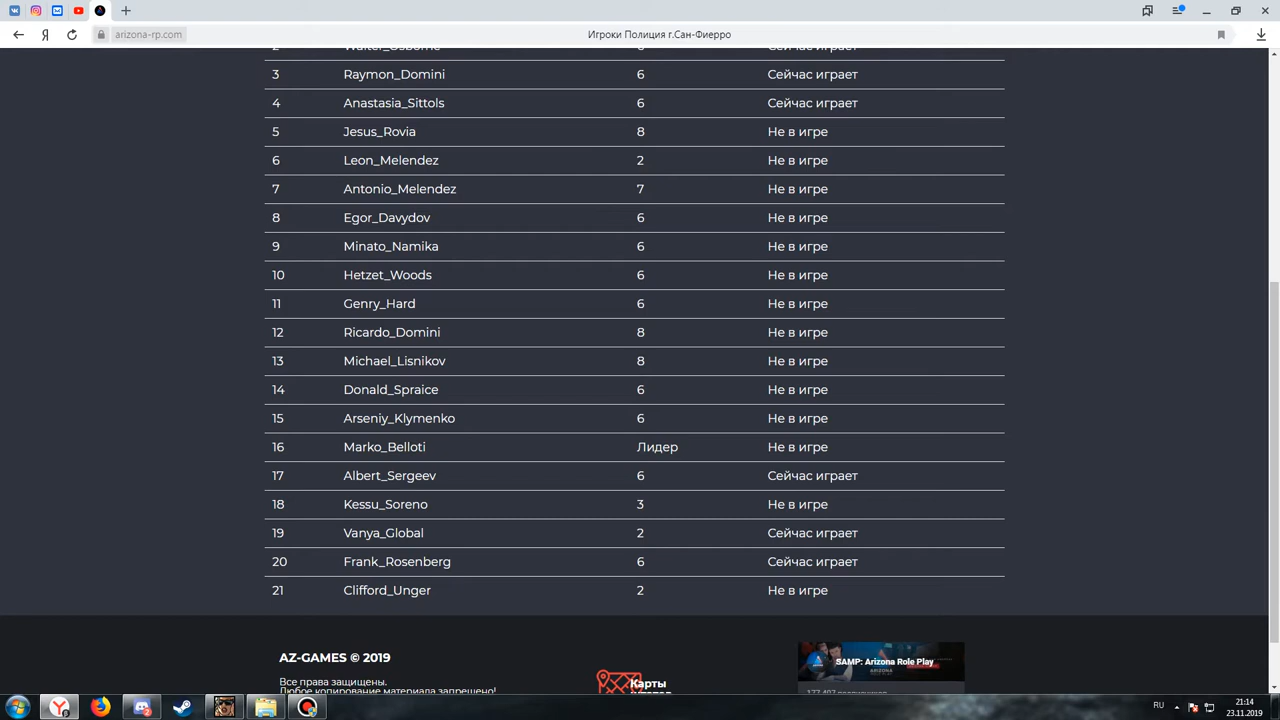 arizona-rp.com Игроки Полиция г.Сан-Фиерро
2 Walter_Osborne 6 Сейчас играет
3 Raymon_Domini 6 Сейчас играет
4 Anastasia_Sittols 6 Сейчас играет
5 Jesus_Rovia 8 Не в игре
6 Leon_Melendez 2 Не в игре
7 Antonio_Melendez 7 Не в игре
8 Egor_Davydov 6 Не в игре
9 Minato_Namika 6 Не в игре
10 Hetzet_Woods 6 Не в игре
11 Genry_Hard 6 Не в игре
12 Ricardo_Domini 8 Не в игре
13 Michael_Lisnikov 8 Не в игре
14 Donald_Spraice 6 Не в игре
15 Arseniy_Klymenko 6 Не в игре
16 Marko_Belloti Лидер Не в игре
17 Albert_Sergeev 6 Сейчас играет
18 Kessu_Soreno 3 Не в игре
19 Vanya_Global 2 Сейчас играет
20 Frank_Rosenberg 6 Сейчас играет
21 Clifford_Unger 2 Не в игре
AZ-GAMES © 2019
Все права защищены.
Любое копирование материала запрещено!
Карты
SAMP: Arizona Role Play
RU 21:14
23.11.2019